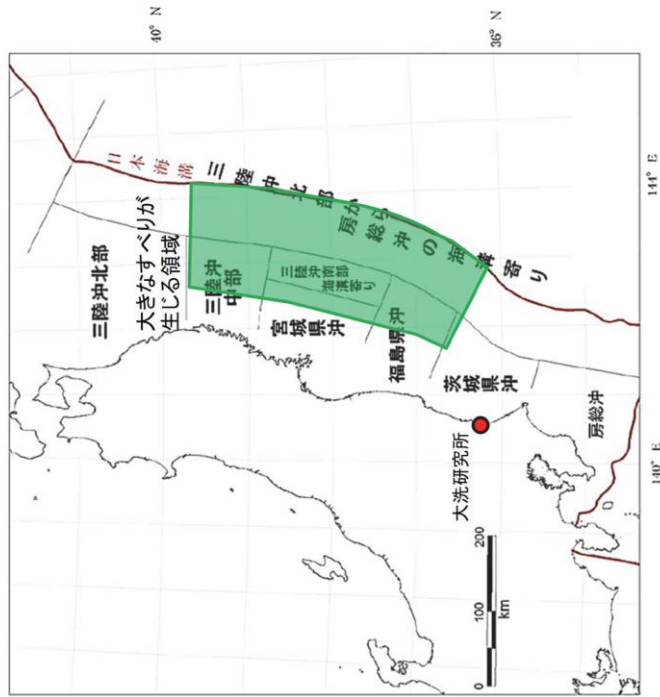 40° N
36° N
144° E
140° E
日本海溝
三陸沖北部から
房総沖の海溝寄り
三陸沖北部
大きなすべりが
生じる領域
三陸沖
中部
三陸沖南部
海溝寄り
宮城県沖
福島県沖
茨城県沖
房総沖
大洗研究所
0 100 200
km